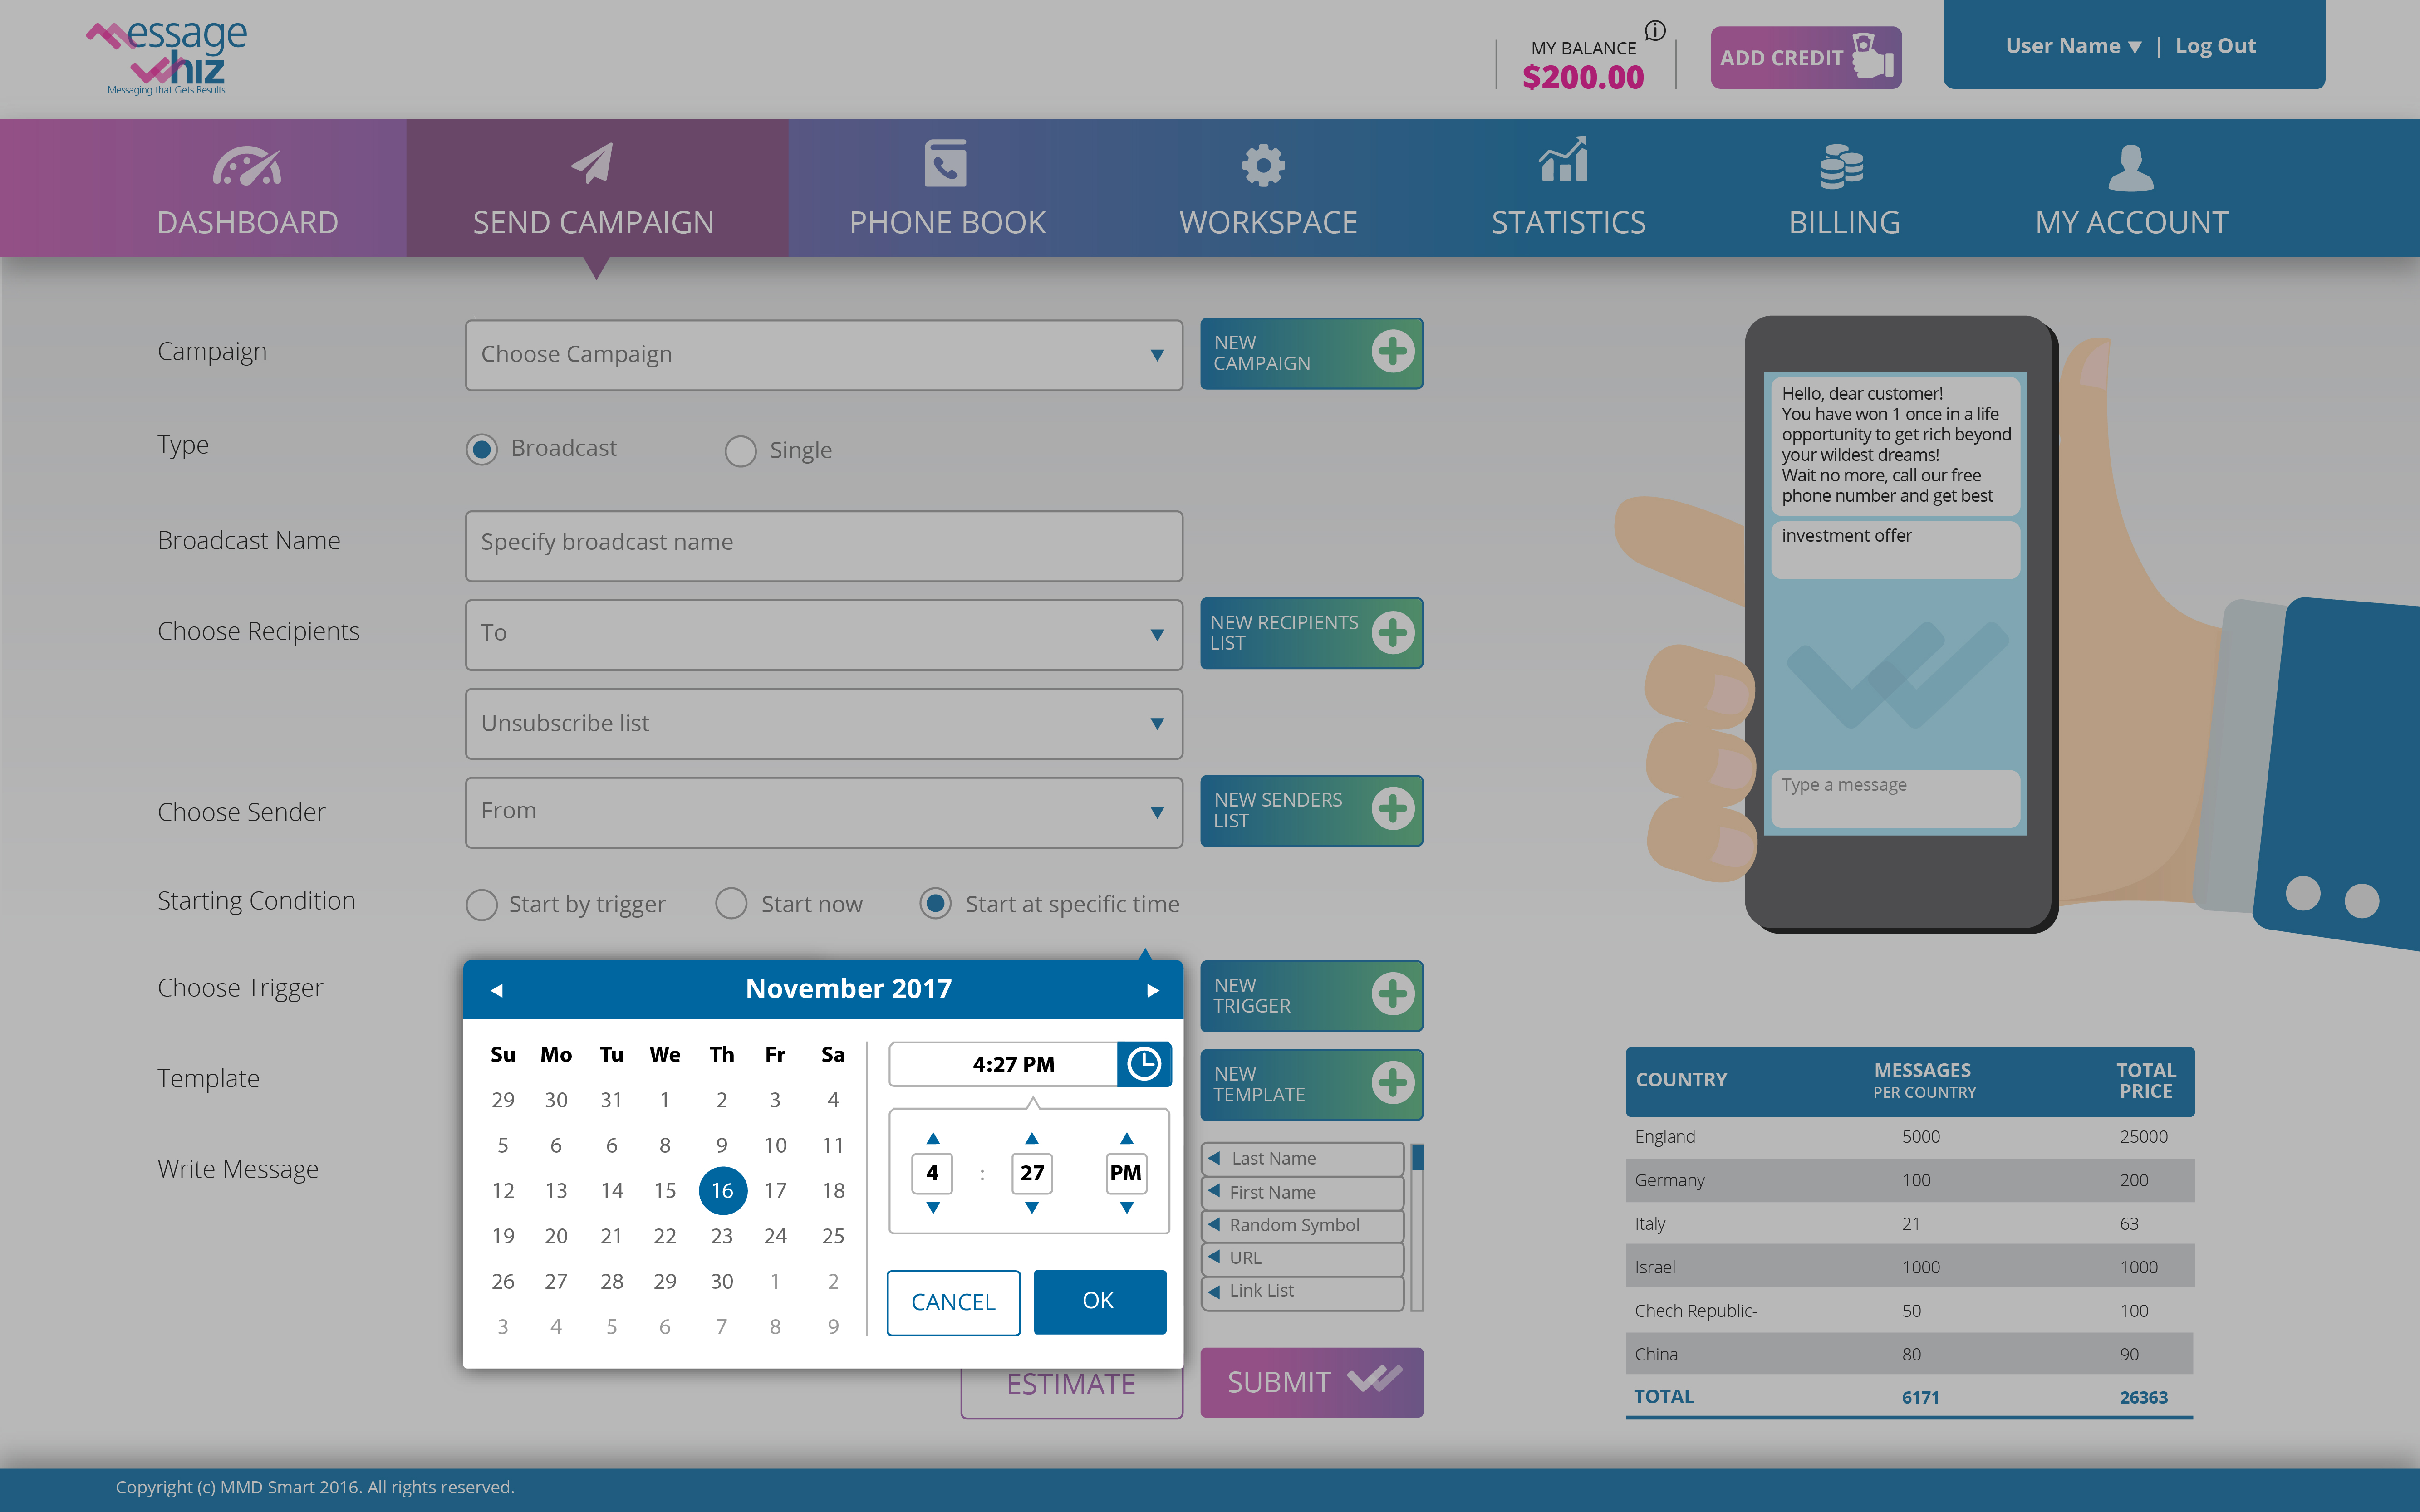 essage
whiz
Messaging that Gets Results
MY BALANCE
$200.00
ADD CREDIT
User Name ▼ | Log Out
DASHBOARD
SEND CAMPAIGN
PHONE BOOK
WORKSPACE
STATISTICS
BILLING
MY ACCOUNT
Campaign
Choose Campaign
NEW
CAMPAIGN
Type
Broadcast
Single
Broadcast Name
Specify broadcast name
Choose Recipients
To
NEW RECIPIENTS
LIST
Unsubscribe list
Choose Sender
From
NEW SENDERS
LIST
Starting Condition
Start by trigger
Start now
Start at specific time
Choose Trigger
NEW
TRIGGER
Template
NEW
TEMPLATE
Write Message
November 2017
Su Mo Tu We Th Fr Sa
29 30 31 1 2 3 4
5 6 6 8 9 10 11
12 13 14 15 16 17 18
19 20 21 22 23 24 25
26 27 28 29 30 1 2
3 4 5 6 7 8 9
4:27 PM
4 : 27 PM
CANCEL
OK
Last Name
First Name
Random Symbol
URL
Link List
ESTIMATE
SUBMIT
Hello, dear customer!
You have won 1 once in a life
opportunity to get rich beyond
your wildest dreams!
Wait no more, call our free
phone number and get best
investment offer
Type a message
COUNTRY MESSAGES PER COUNTRY TOTAL PRICE
England 5000 25000
Germany 100 200
Italy 21 63
Israel 1000 1000
Chech Republic- 50 100
China 80 90
TOTAL 6171 26363
Copyright (c) MMD Smart 2016. All rights reserved.